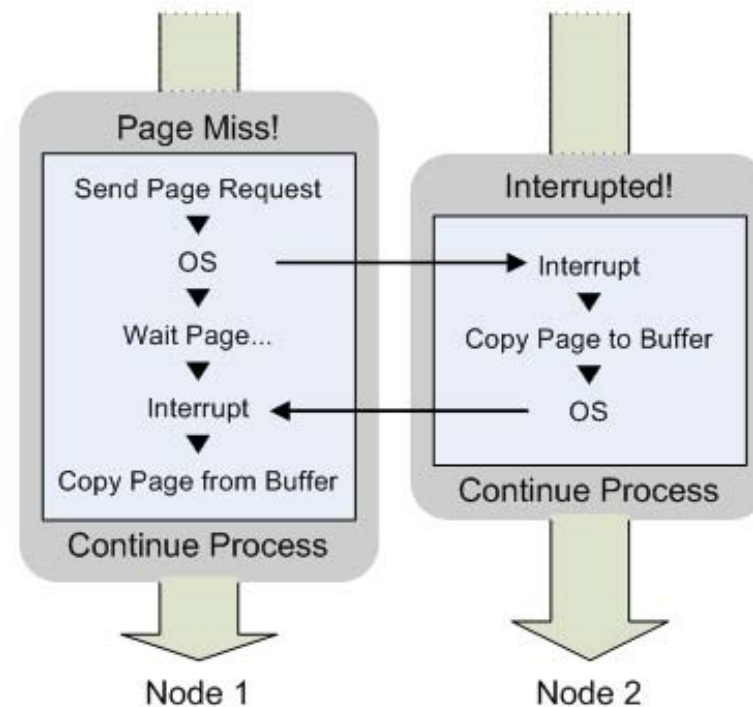 Page Miss!
Send Page Request
OS
Wait Page...
Interrupt
Copy Page from Buffer
Continue Process
Node 1
Interrupted!
Interrupt
Copy Page to Buffer
OS
Continue Process
Node 2